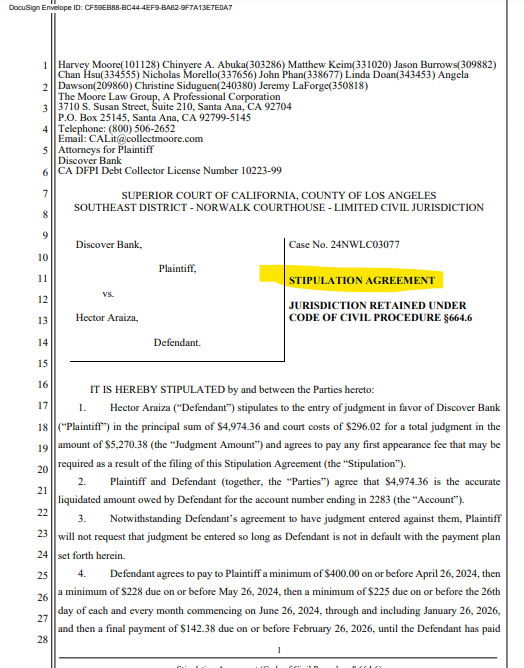 DocuSign Envelope ID: CF59EB88-BC44-4EF9-BA62-9F7A13E7E0A7
1 Harvey Moore(101128) Chinyere A. Abuka(303286) Matthew Keim(331020) Jason Burrows(309882)
Chan Hsu(334555) Nicholas Morello(337656) John Phan(338677) Linda Doan(343453) Angela
2 Dawson(209860) Christine Siduguen(240380) Jeremy LaForge(350818)
The Moore Law Group, A Professional Corporation
3 3710 S. Susan Street, Suite 210, Santa Ana, CA 92704
P.O. Box 25145, Santa Ana, CA 92799-5145
4 Telephone: (800) 506-2652
Email: CALit@collectmoore.com
5 Attorneys for Plaintiff
Discover Bank
6 CA DFPI Debt Collector License Number 10223-99
7 SUPERIOR COURT OF CALIFORNIA, COUNTY OF LOS ANGELES
8 SOUTHEAST DISTRICT - NORWALK COURTHOUSE - LIMITED CIVIL JURISDICTION
9 Discover Bank, Case No. 24NWLC03077
10
Plaintiff,
11 STIPULATION AGREEMENT
12 vs.
JURISDICTION RETAINED UNDER
13 Hector Araiza, CODE OF CIVIL PROCEDURE §664.6
14 Defendant.
15
16 IT IS HEREBY STIPULATED by and between the Parties hereto:
17 1. Hector Araiza (“Defendant”) stipulates to the entry of judgment in favor of Discover Bank
18 (“Plaintiff”) in the principal sum of $4,974.36 and court costs of $296.02 for a total judgment in the
19 amount of $5,270.38 (the “Judgment Amount”) and agrees to pay any first appearance fee that may be
20 required as a result of the filing of this Stipulation Agreement (the “Stipulation”).
2. Plaintiff and Defendant (together, the “Parties”) agree that $4,974.36 is the accurate
21 liquidated amount owed by Defendant for the account number ending in 2283 (the “Account”).
22 3. Notwithstanding Defendant’s agreement to have judgment entered against them, Plaintiff
23 will not request that judgment be entered so long as Defendant is not in default with the payment plan
24 set forth herein.
25 4. Defendant agrees to pay to Plaintiff a minimum of $400.00 on or before April 26, 2024, then
26 a minimum of $228 due on or before May 26, 2024, then a minimum of $225 due on or before the 26th
27 day of each and every month commencing on June 26, 2024, through and including January 26, 2026,
28 and then a final payment of $142.38 due on or before February 26, 2026, until the Defendant has paid
1